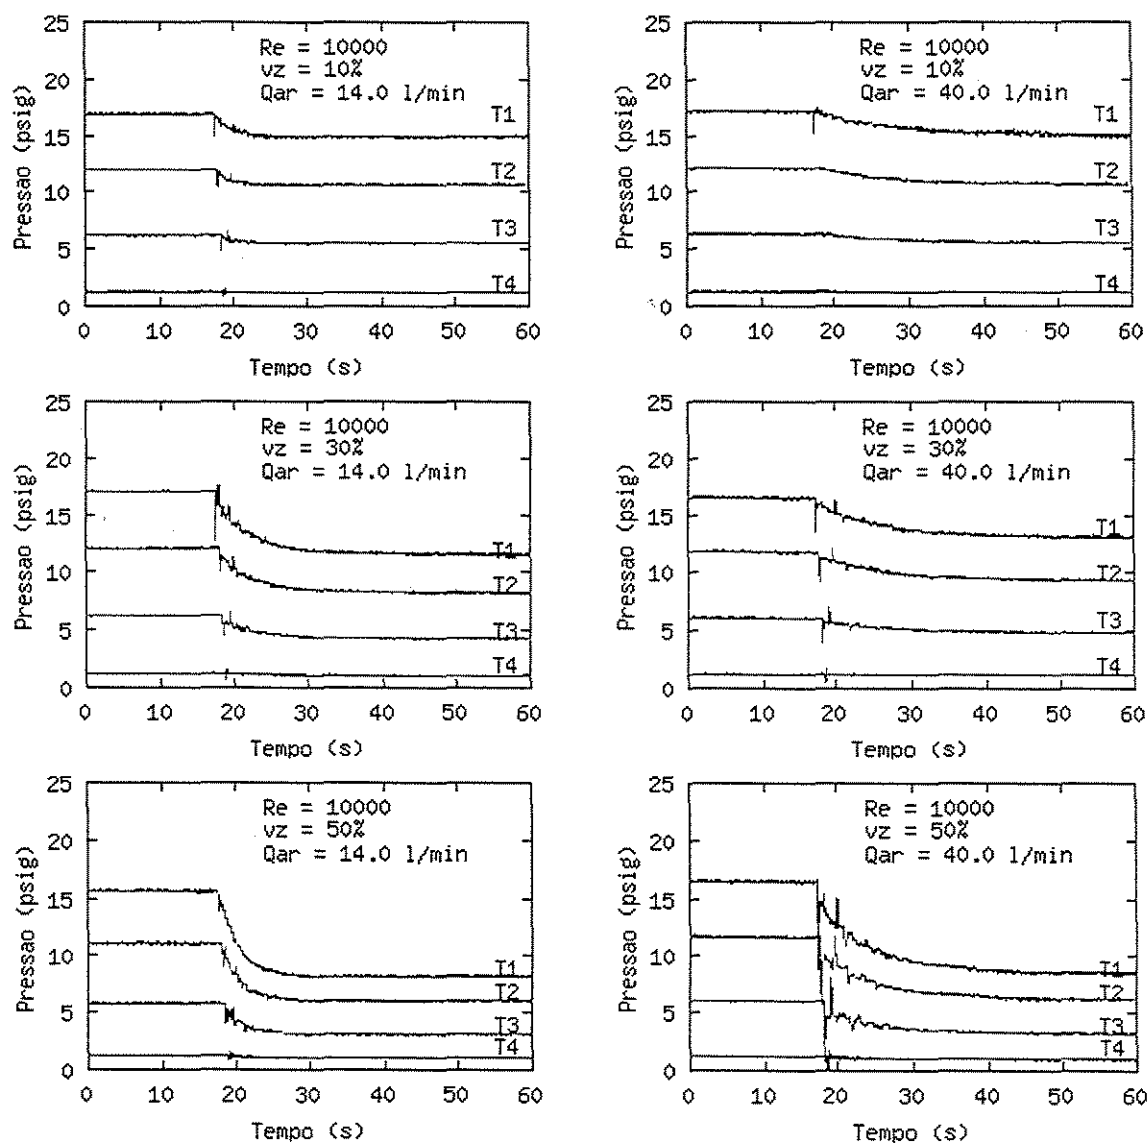 25
20
15
10
5
0
Pressao (psig)
Re = 10000
vz = 10%
Qar = 14.0 l/min
T1
T2
T3
T4
0 10 20 30 40 50 60
Tempo (s)
25
20
15
10
5
0
Pressao (psig)
Re = 10000
vz = 10%
Qar = 40.0 l/min
T1
T2
T3
T4
0 10 20 30 40 50 60
Tempo (s)
25
20
15
10
5
0
Pressao (psig)
Re = 10000
vz = 30%
Qar = 14.0 l/min
T1
T2
T3
T4
0 10 20 30 40 50 60
Tempo (s)
25
20
15
10
5
0
Pressao (psig)
Re = 10000
vz = 30%
Qar = 40.0 l/min
T1
T2
T3
T4
0 10 20 30 40 50 60
Tempo (s)
25
20
15
10
5
0
Pressao (psig)
Re = 10000
vz = 50%
Qar = 14.0 l/min
T1
T2
T3
T4
0 10 20 30 40 50 60
Tempo (s)
25
20
15
10
5
0
Pressao (psig)
Re = 10000
vz = 50%
Qar = 40.0 l/min
T1
T2
T3
T4
0 10 20 30 40 50 60
Tempo (s)